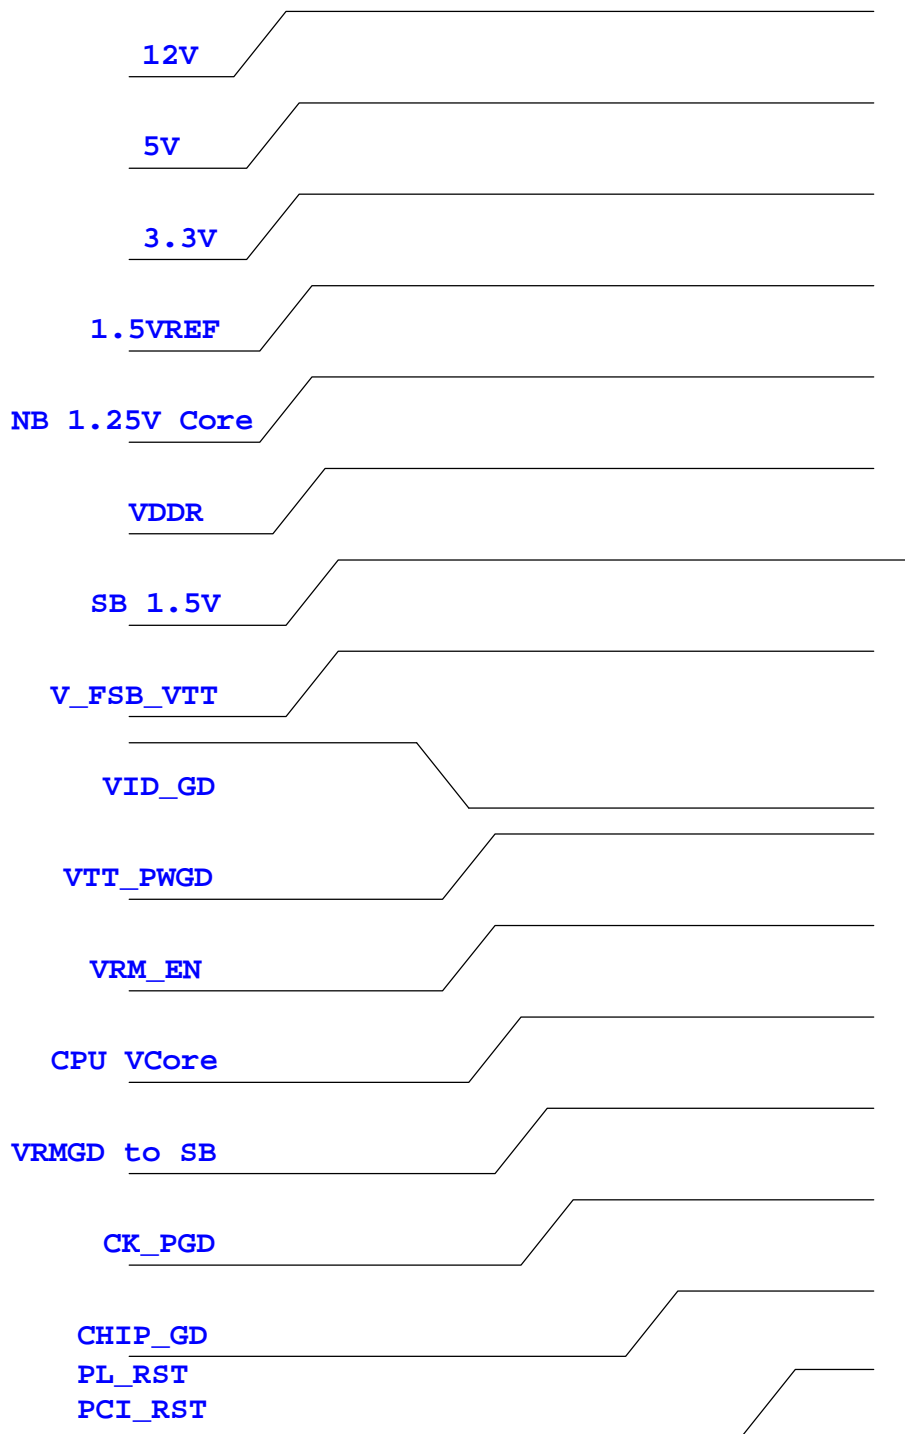 12V
5V
3.3V
1.5VREF
NB 1.25V Core
VDDR
SB 1.5V
V_FSB_VTT
VID_GD
VTT_PWGD
VRM_EN
CPU VCore
VRMGD to SB
CK_PGD
CHIP_GD
PL_RST
PCI_RST